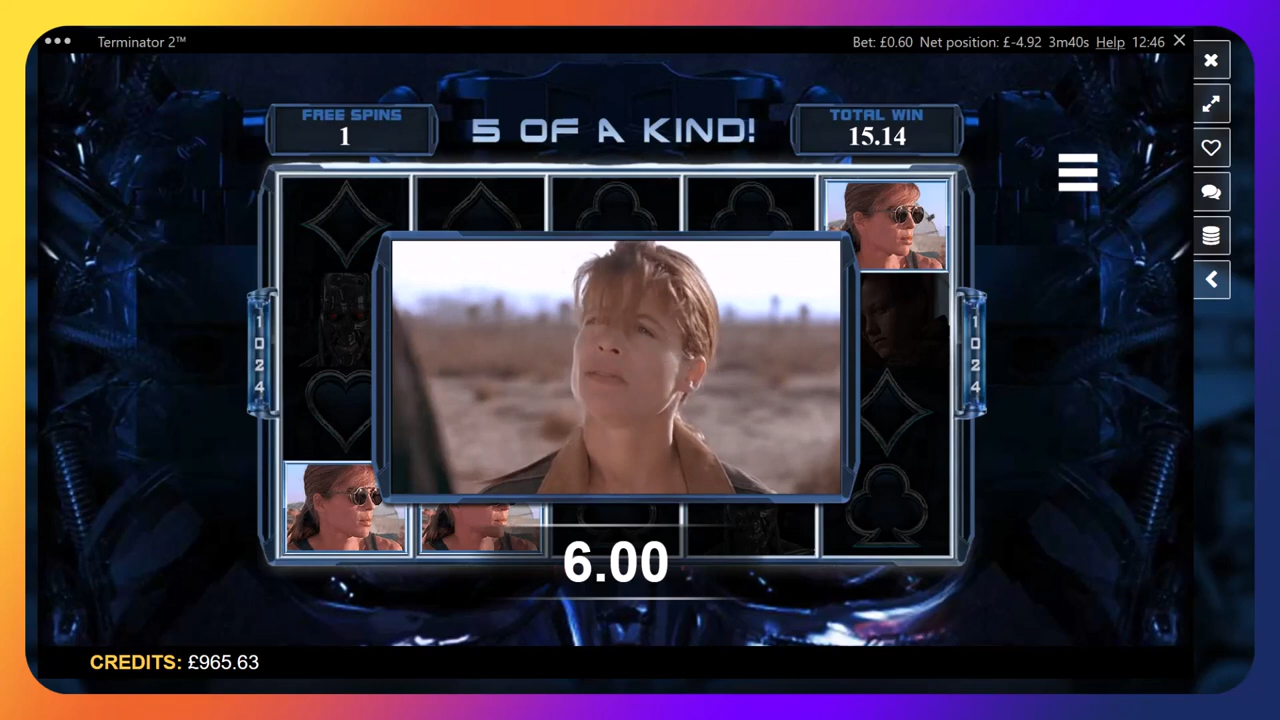 Terminator 2™
Bet: £0.60 Net position: £-4.92 3m40s Help 12:46
FREE SPINS
1
5 OF A KIND!
TOTAL WIN
15.14
1024
1024
6.00
CREDITS: £965.63